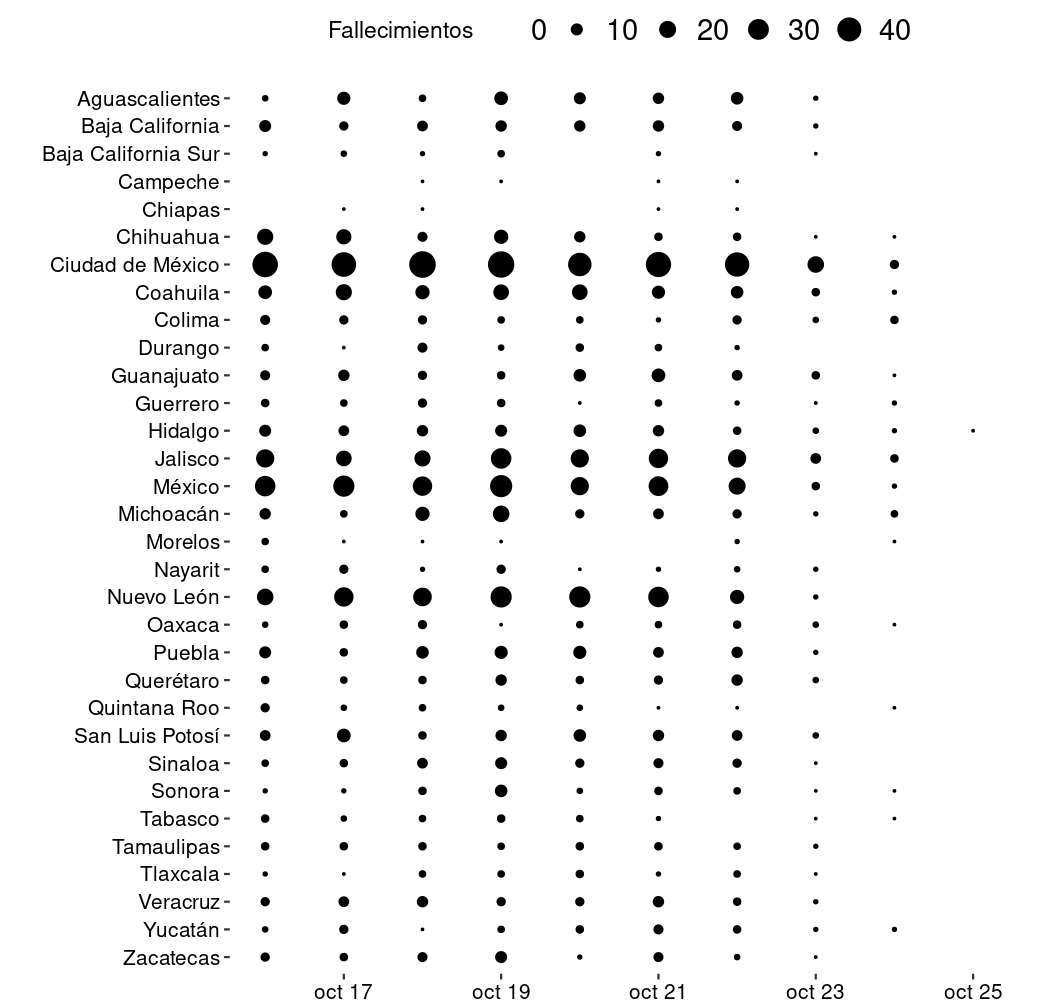 Fallecimientos 0 10 20 30 40
Aguascalientes
Baja California
Baja California Sur
Campeche
Chiapas
Chihuahua
Ciudad de México
Coahuila
Colima
Durango
Guanajuato
Guerrero
Hidalgo
Jalisco
México
Michoacán
Morelos
Nayarit
Nuevo León
Oaxaca
Puebla
Querétaro
Quintana Roo
San Luis Potosí
Sinaloa
Sonora
Tabasco
Tamaulipas
Tlaxcala
Veracruz
Yucatán
Zacatecas
oct 17 oct 19 oct 21 oct 23 oct 25